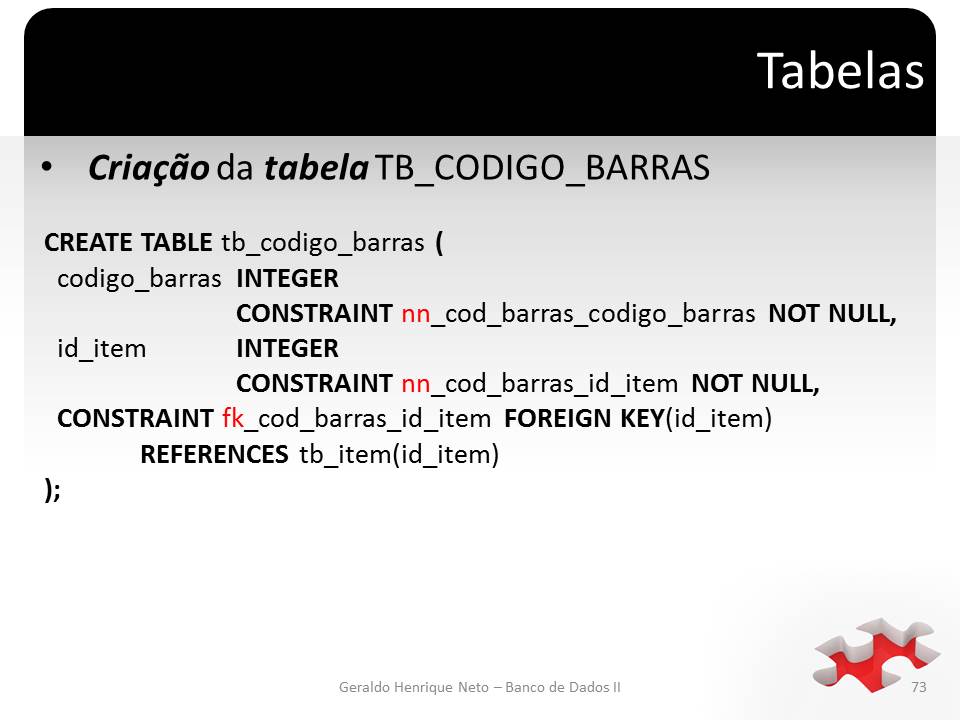 Tabelas
• Criação da tabela TB_CODIGO_BARRAS
CREATE TABLE tb_codigo_barras (
codigo_barras INTEGER
CONSTRAINT nn_cod_barras_codigo_barras NOT NULL,
id_item INTEGER
CONSTRAINT nn_cod_barras_id_item NOT NULL,
CONSTRAINT fk_cod_barras_id_item FOREIGN KEY(id_item)
REFERENCES tb_item(id_item)
);
Geraldo Henrique Neto – Banco de Dados II
73